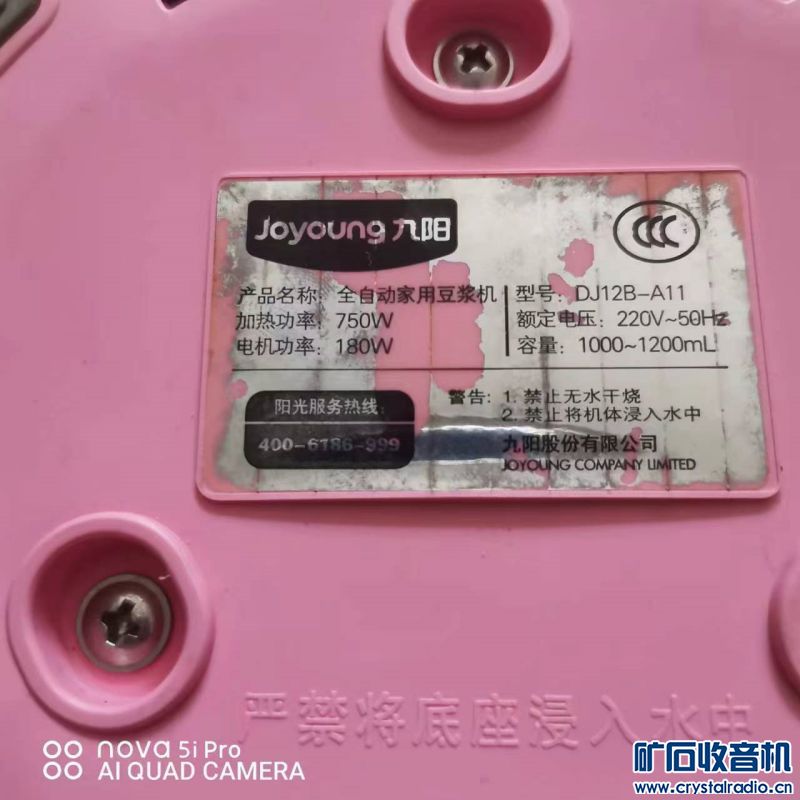 Joyoung 九阳
CCC
产品名称: 全自动家用豆浆机
型号: DJ12B-A11
加热功率: 750W
额定电压: 220V~50Hz
电机功率: 180W
容量: 1000~1200mL
阳光服务热线:
400-6186-999
警告: 1. 禁止无水干烧
2. 禁止将机体浸入水中
九阳股份有限公司
JOYOUNG COMPANY LIMITED
严禁将底座浸入水中
nova 5i Pro
AI QUAD CAMERA
矿石收音机
www.crystalradio.cn